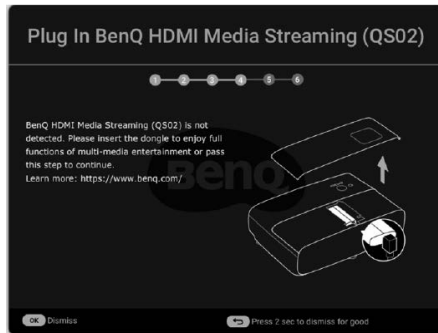 Plug In BenQ HDMI Media Streaming (QS02)
1 2 3 4 5 6
BenQ HDMI Media Streaming (QS02) is not
detected. Please insert the dongle to enjoy full
functions of multi-media entertainment or pass
this step to continue.
Learn more: https://www.benq.com/
BenQ
OK Dismiss
Press 2 sec to dismiss for good